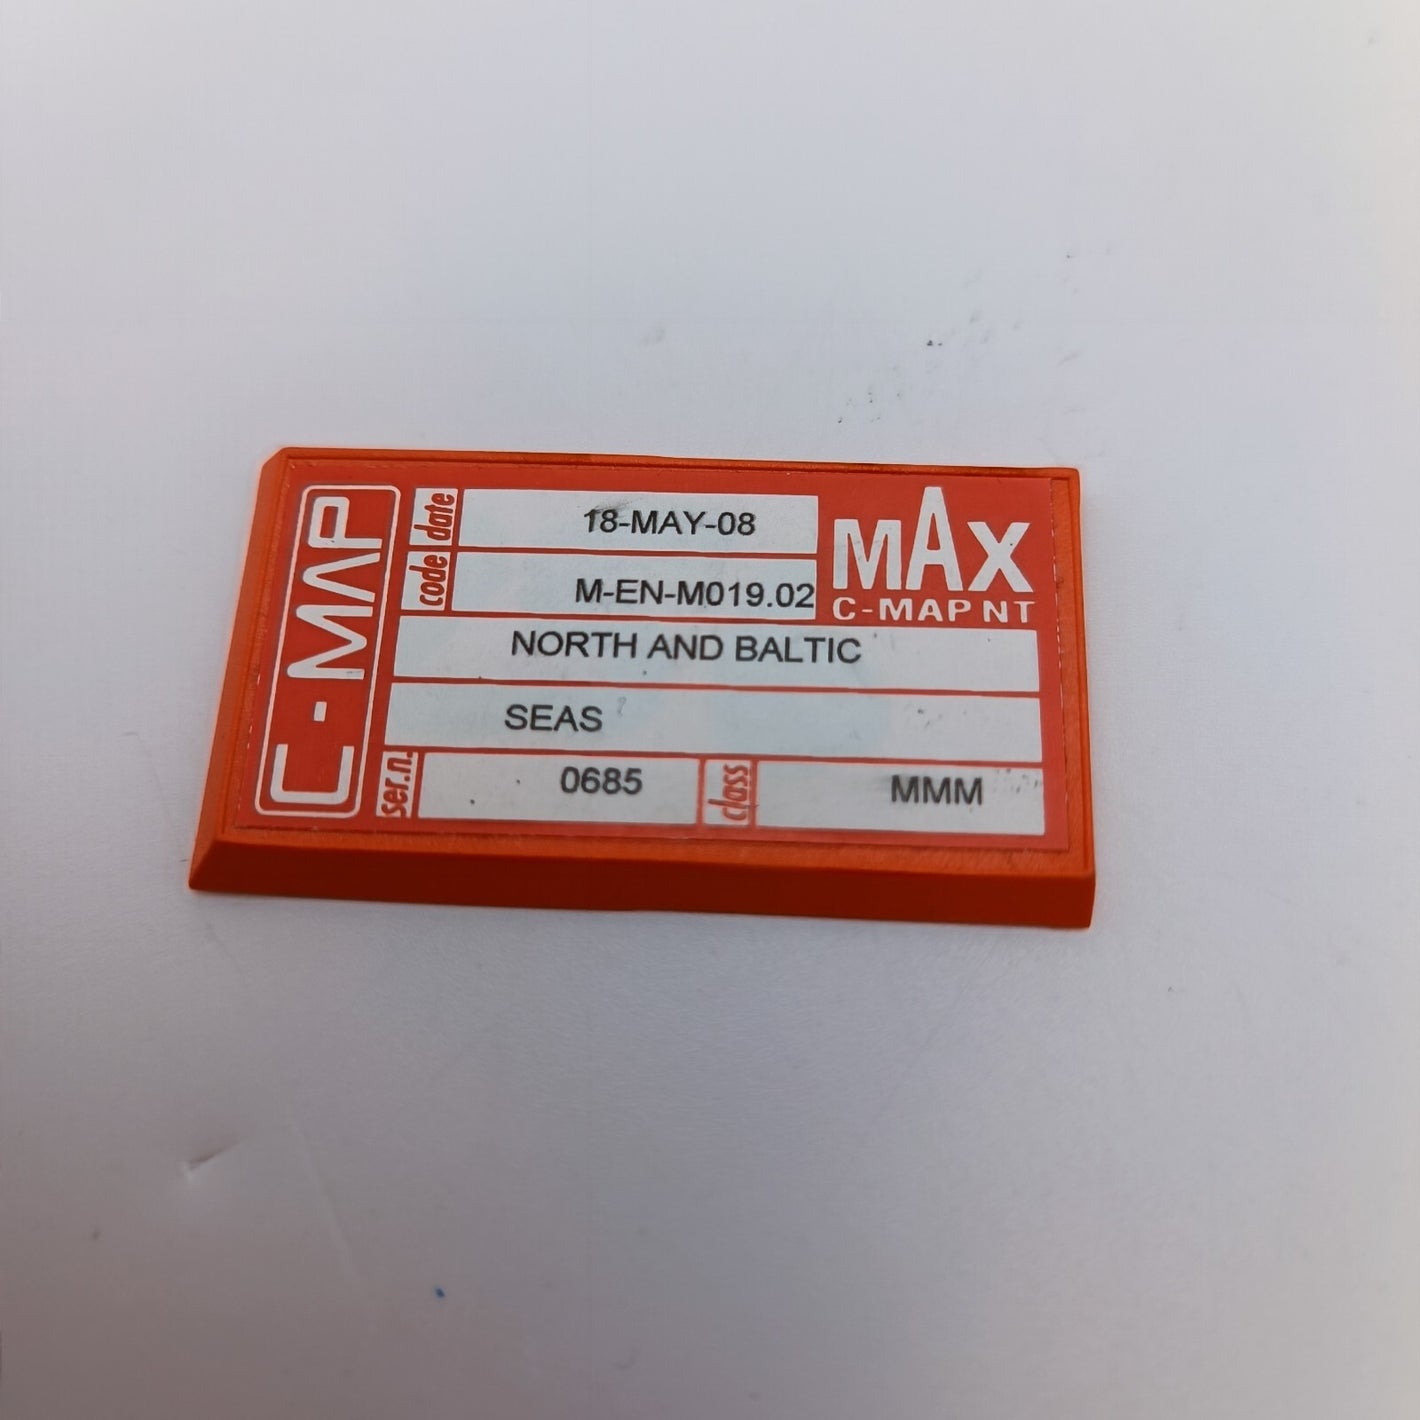 C-MAP
date 18-MAY-08
code M-EN-M019.02
MAX
C-MAP NT
NORTH AND BALTIC
SEAS
ser.n. 0685 class MMM